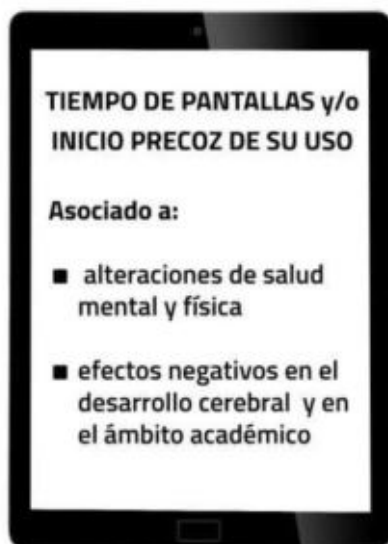 TIEMPO DE PANTALLAS y/o
INICIO PRECOZ DE SU USO
Asociado a:
■ alteraciones de salud
mental y física
■ efectos negativos en el
desarrollo cerebral y en
el ámbito académico